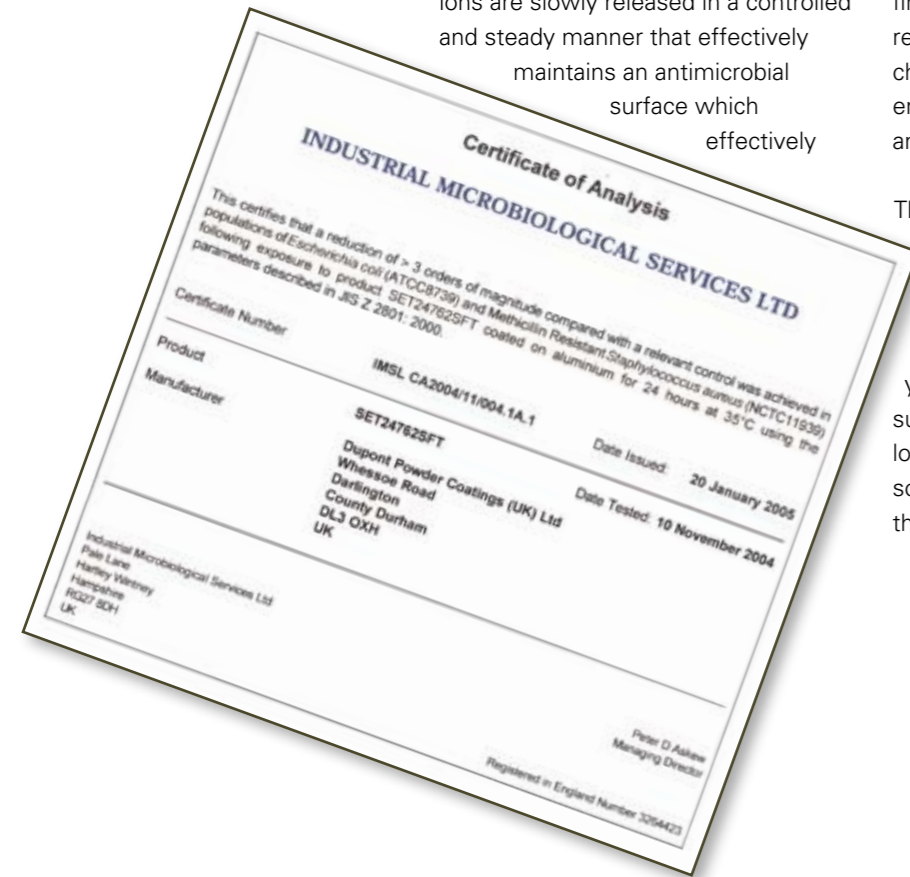 ions are slowly released in a controlled
and steady manner that effectively
maintains an antimicrobial
surface which
effectively
Certificate of Analysis
INDUSTRIAL MICROBIOLOGICAL SERVICES LTD
This certifies that a reduction of > 3 orders of magnitude compared with a relevant control was achieved in
populations of Escherichia coli (ATCC8739) and Methicillin Resistant Staphylococcus aureus (NCTC11939)
following exposure to product SET24762SFT coated on aluminium for 24 hours at 35°C using the
parameters described in JIS Z 2801: 2000.
Certificate Number IMSL CA2004/11/004.1A.1 Date Issued: 20 January 2005
Product SET24762SFT Date Tested: 10 November 2004
Manufacturer Dupont Powder Coatings (UK) Ltd
Whessoe Road
Darlington
County Durham
DL3 OXH
UK
Industrial Microbiological Services Ltd
Pale Lane
Hartley Wintney
Hampshire
RG27 8DH
UK
Peter D Askew
Managing Director
Registered in England Number 3264423